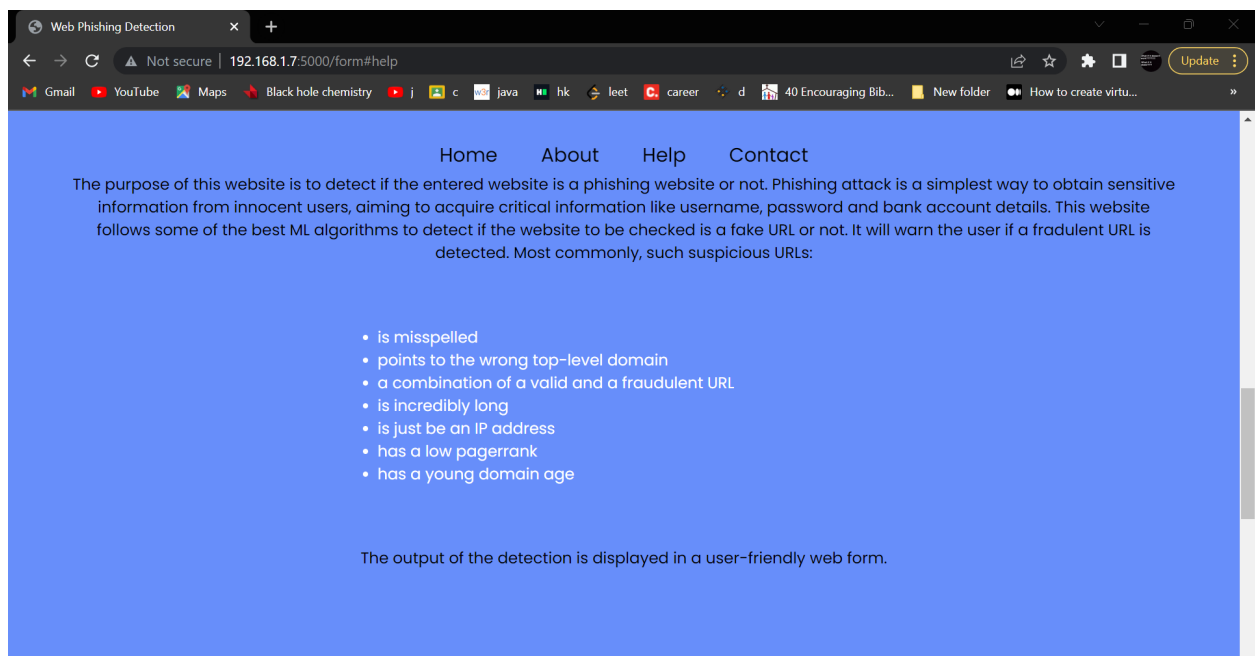 Web Phishing Detection
Not secure | 192.168.1.7:5000/form#help
Update
Gmail YouTube Maps Black hole chemistry j c w3r java hk leet C. career d 40 Encouraging Bib... New folder How to create virtu... »
Home About Help Contact
The purpose of this website is to detect if the entered website is a phishing website or not. Phishing attack is a simplest way to obtain sensitive
information from innocent users, aiming to acquire critical information like username, password and bank account details. This website
follows some of the best ML algorithms to detect if the website to be checked is a fake URL or not. It will warn the user if a fradulent URL is
detected. Most commonly, such suspicious URLs:
• is misspelled
• points to the wrong top-level domain
• a combination of a valid and a fraudulent URL
• is incredibly long
• is just be an IP address
• has a low pagerrank
• has a young domain age
The output of the detection is displayed in a user-friendly web form.